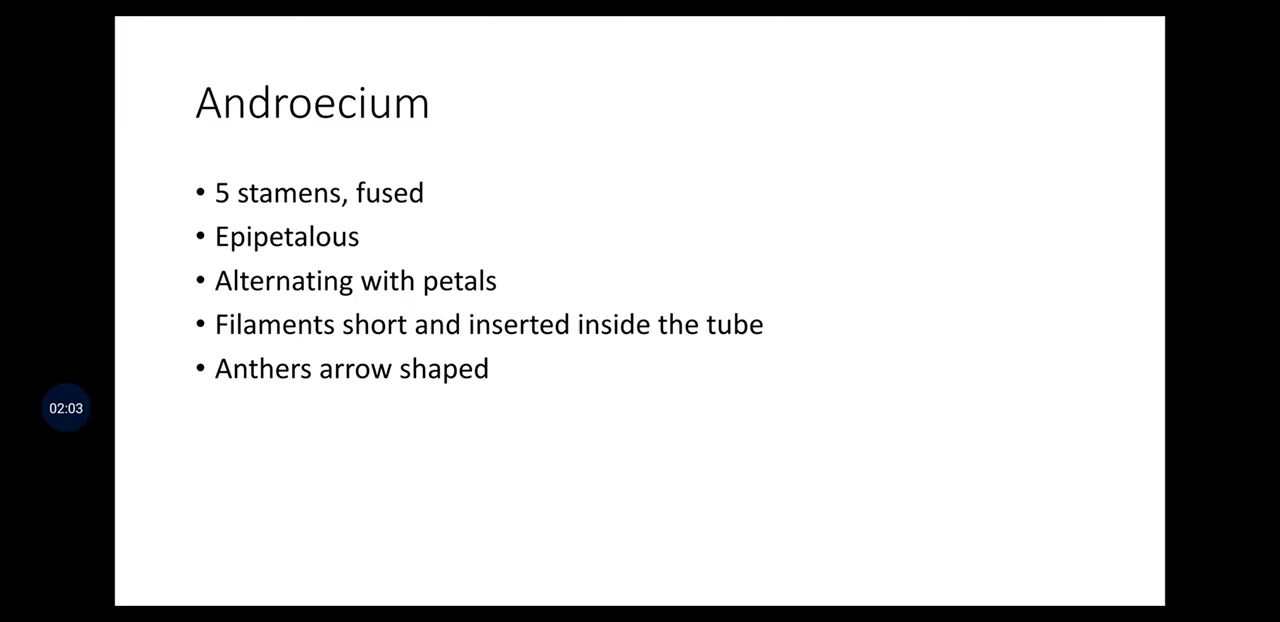 Androecium
• 5 stamens, fused
• Epipetalous
• Alternating with petals
• Filaments short and inserted inside the tube
• Anthers arrow shaped
02:03